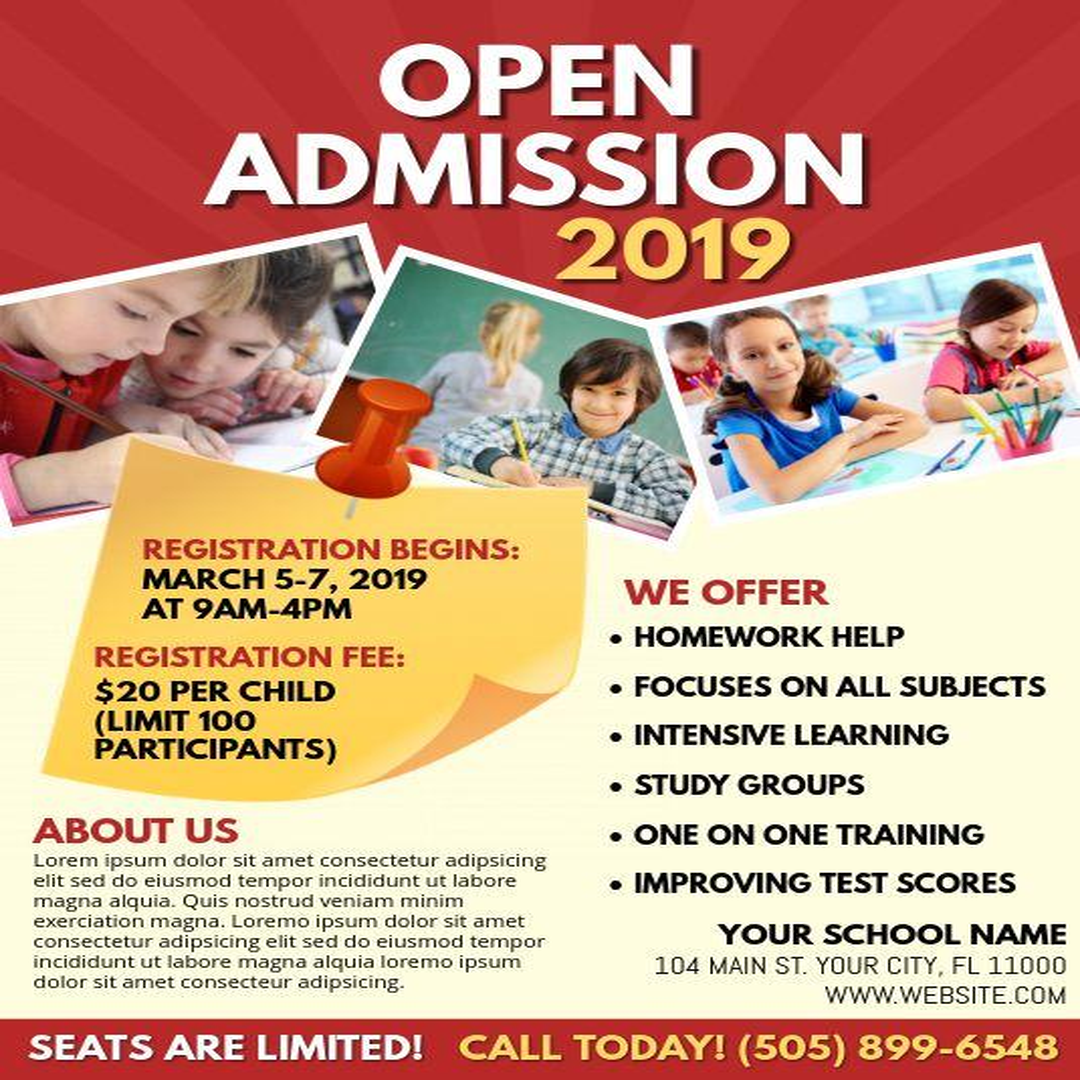 OPEN
ADMISSION
2019
REGISTRATION BEGINS:
MARCH 5-7, 2019
AT 9AM-4PM
REGISTRATION FEE:
$20 PER CHILD
(LIMIT 100
PARTICIPANTS)
WE OFFER
• HOMEWORK HELP
• FOCUSES ON ALL SUBJECTS
• INTENSIVE LEARNING
• STUDY GROUPS
• ONE ON ONE TRAINING
• IMPROVING TEST SCORES
ABOUT US
Lorem ipsum dolor sit amet consectetur adipsicing
elit sed do eiusmod tempor incididunt ut labore
magna alquia. Quis nostrud veniam minim
exerciation magna. Loremo ipsum dolor sit amet
consectetur adipsicing elit sed do eiusmod tempor
incididunt ut labore magna alquia loremo ipsum
dolor sit amet consecteur adipsicing.
YOUR SCHOOL NAME
104 MAIN ST. YOUR CITY, FL 11000
WWW.WEBSITE.COM
SEATS ARE LIMITED! CALL TODAY! (505) 899-6548